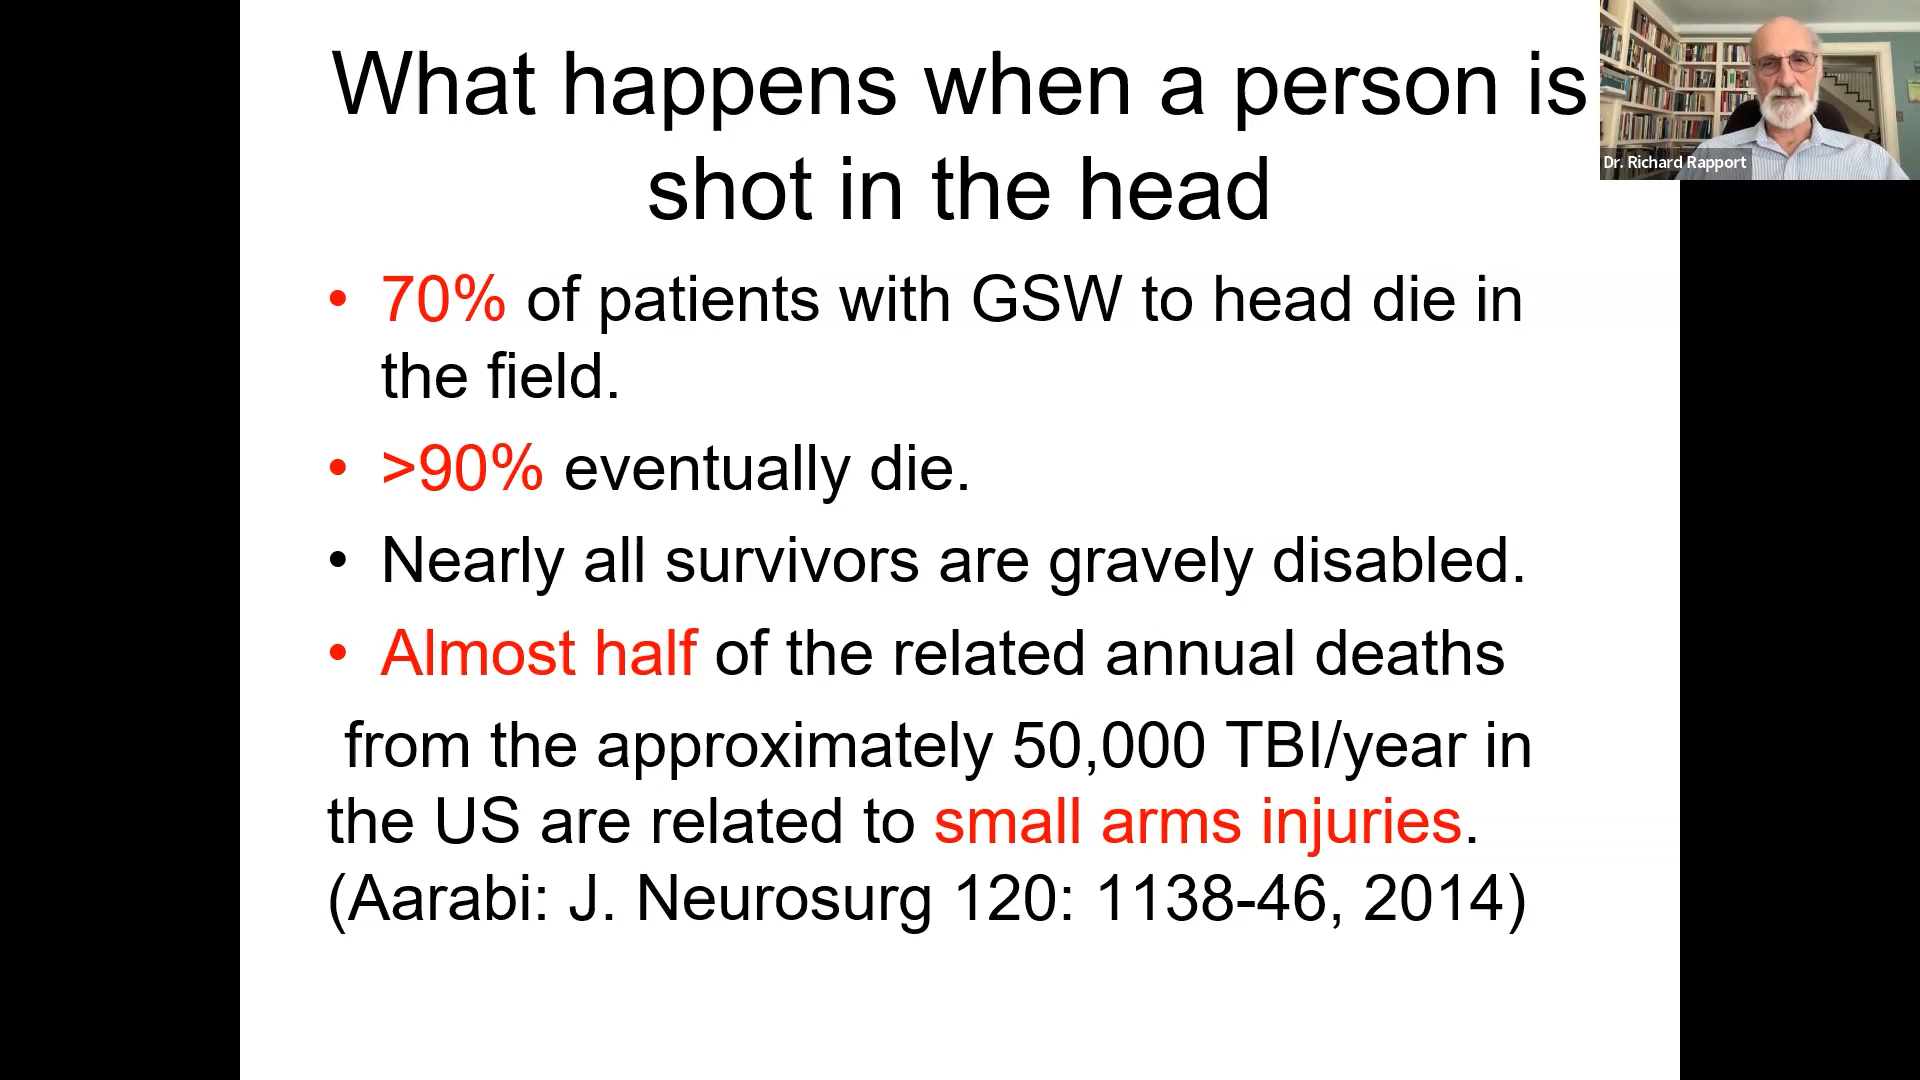 What happens when a person is
shot in the head
• 70% of patients with GSW to head die in
the field.
• >90% eventually die.
• Nearly all survivors are gravely disabled.
• Almost half of the related annual deaths
from the approximately 50,000 TBI/year in
the US are related to small arms injuries.
(Aarabi: J. Neurosurg 120: 1138-46, 2014)
Dr. Richard Rapport